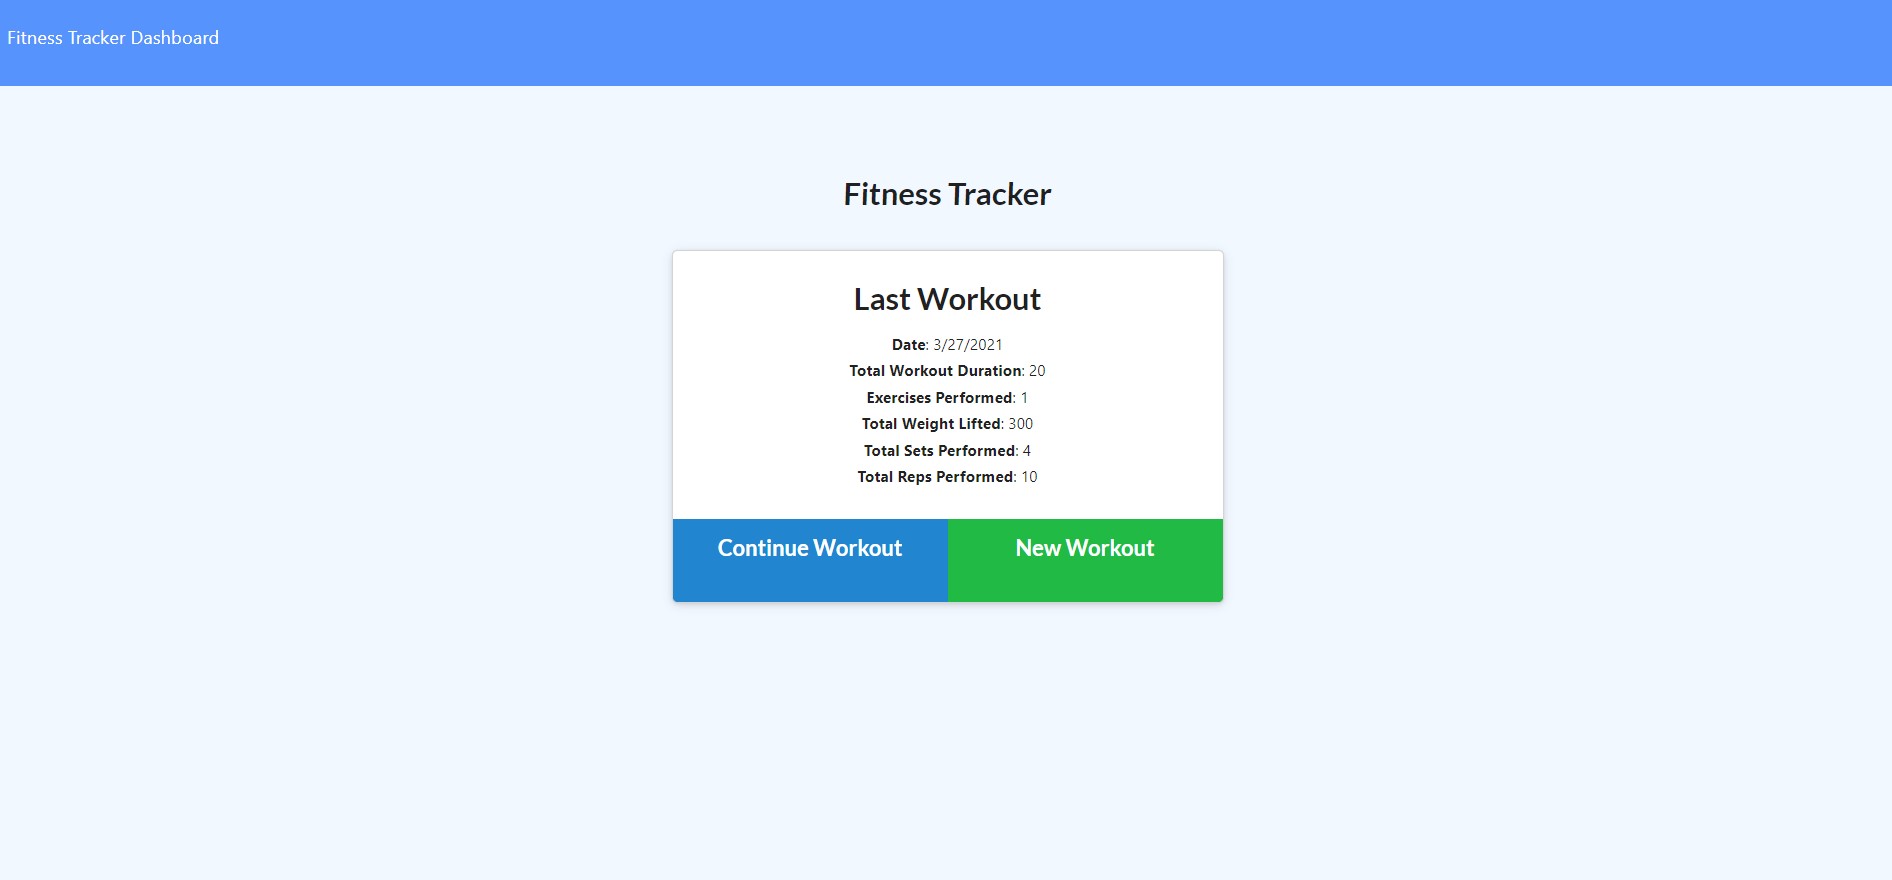 Fitness Tracker Dashboard
Fitness Tracker
Last Workout
Date: 3/27/2021
Total Workout Duration: 20
Exercises Performed: 1
Total Weight Lifted: 300
Total Sets Performed: 4
Total Reps Performed: 10
Continue Workout
New Workout